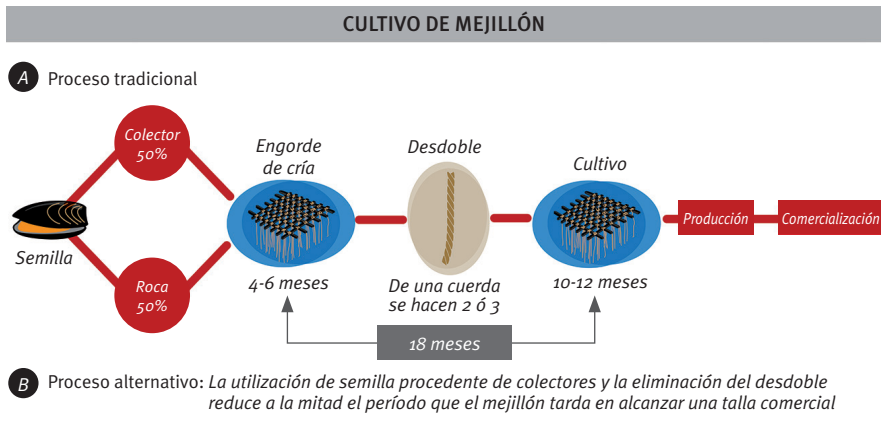 CULTIVO DE MEJILLÓN
A Proceso tradicional
Colector
50%
Semilla
Roca
50%
Engorde
de cría
4-6 meses
Desdoble
De una cuerda
se hacen 2 ó 3
Cultivo
10-12 meses
18 meses
Producción
Comercialización
B Proceso alternativo: La utilización de semilla procedente de colectores y la eliminación del desdoble
reduce a la mitad el período que el mejillón tarda en alcanzar una talla comercial